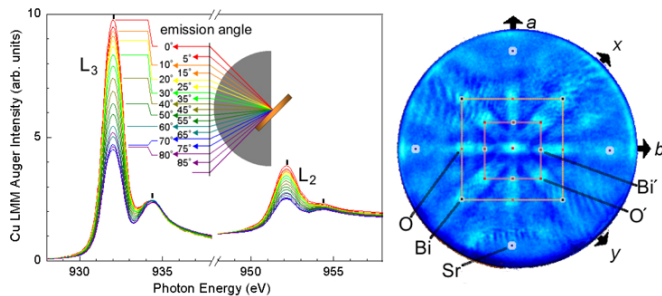 Cu LMM Auger Intensity (arb. units)
10
5
0
L3
L2
emission angle
0°
5°
10°
15°
20°
25°
30°
35°
40°
45°
50°
55°
60°
65°
70°
75°
80°
85°
930
935
950
955
Photon Energy (eV)
a
x
b
y
O
Bi
Sr
Bi´
O´